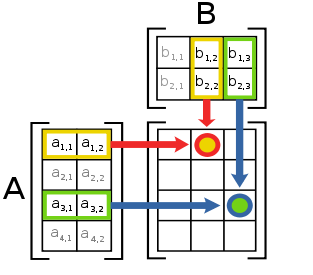 B
b1,1 b1,2 b1,3
b2,1 b2,2 b2,3
A
a1,1 a1,2
a2,1 a2,2
a3,1 a3,2
a4,1 a4,2